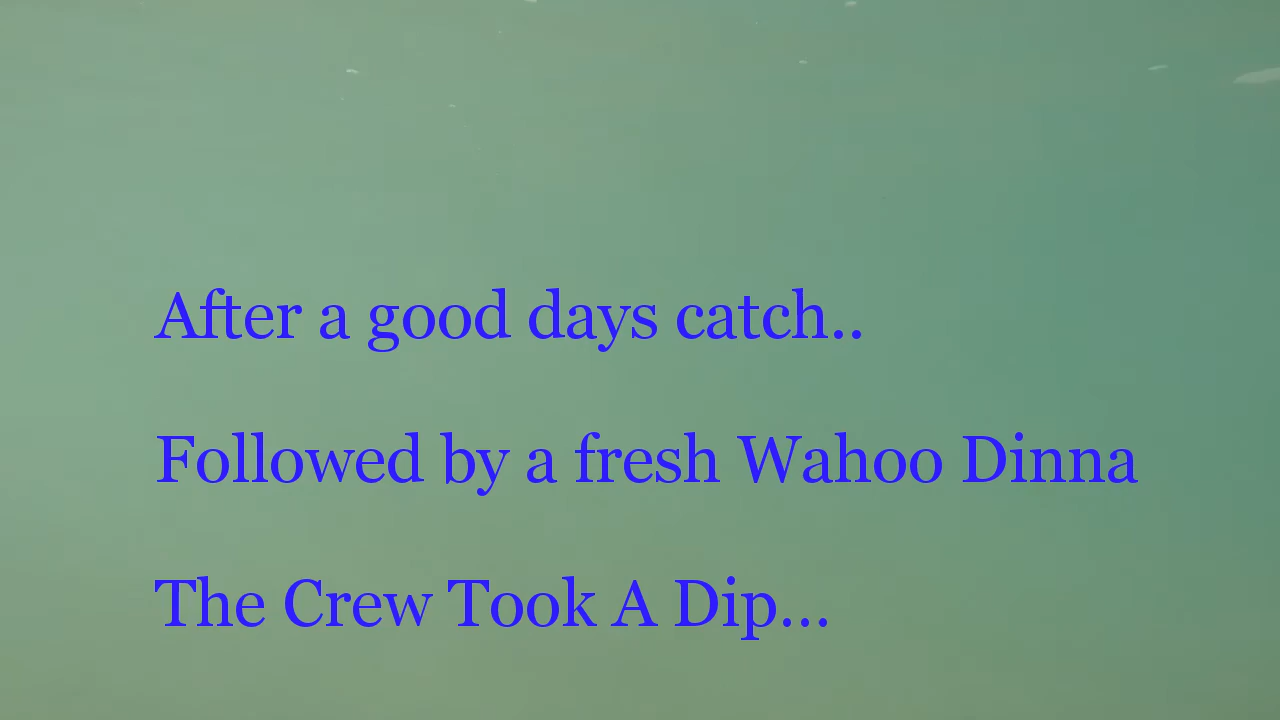 After a good days catch..
Followed by a fresh Wahoo Dinna
The Crew Took A Dip...